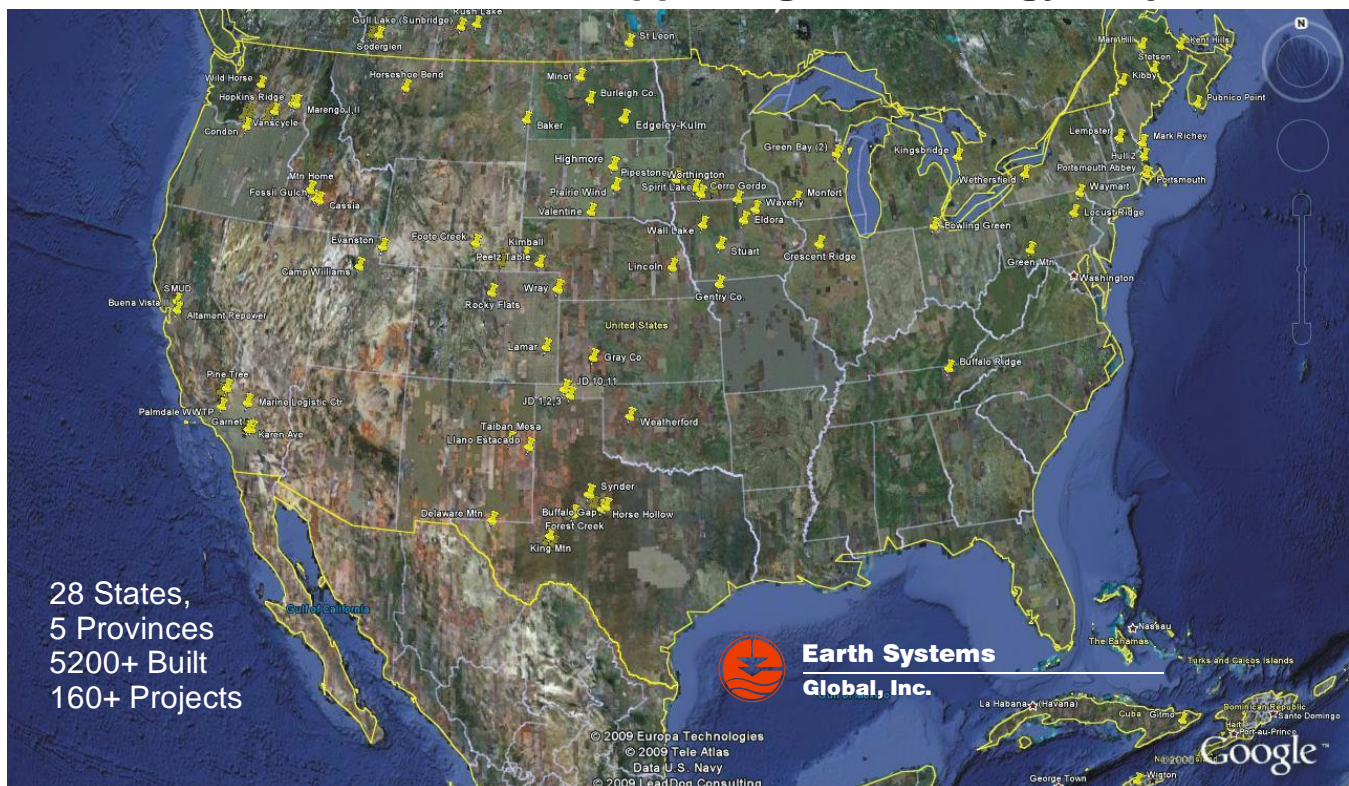 Gull Lake (Sunbridge)
Rush Lake
Soderglen
St Leon
Mars Hill
Kent Hills
Stetson
Kibby
N
Wild Horse
Horseshoe Bend
Minot
Hopkins Ridge
Marengo I,II
Burleigh Co.
Pubnico Point
Vanscycle
Condon
Baker
Edgeley-Kulm
Lempster
Mark Richey
Green Bay (2)
Kingsbridge
Hull 2
Highmore
Portsmouth Abbey
Pipestone
Worthington
Wethersfield
Portsmouth
Mtn Home
Fossil Gulch
Prairie Wind
Spirit Lake
Cerro Gordo
Monfort
Waymart
Cassia
Valentine
Waverly
Locust Ridge
Eldora
Wall Lake
Bowling Green
Evanston
Foote Creek
Kimball
Stuart
Crescent Ridge
Peetz Table
Green Mtn
Camp Williams
Lincoln
Washington
SMUD
Wray
Gentry Co.
Buena Vista II
Rocky Flats
Altamont Repower
United States
Lamar
Gray Co
Buffalo Ridge
Pine Tree
JD 10,11
Marine Logistic Ctr
JD 1,2,3
Palmdale WWTP
Garnet
Weatherford
Karen Ave
Taiban Mesa
Llano Estacado
Synder
Delaware Mtn
Buffalo Gap
Horse Hollow
Forest Creek
King Mtn
28 States,
5 Provinces
5200+ Built
160+ Projects
Gulf of California
Earth Systems
Global, Inc.
Nassau
The Bahamas
Turks and Caicos Islands
La Habana (Havana)
Cuba
Gitmo
Dominican Republic
Santo Domingo
Haiti
Port-au-Prince
© 2009 Europa Technologies
© 2009 Tele Atlas
Data U.S. Navy
© 2009 LeadDog Consulting
Google
George Town
Wigton